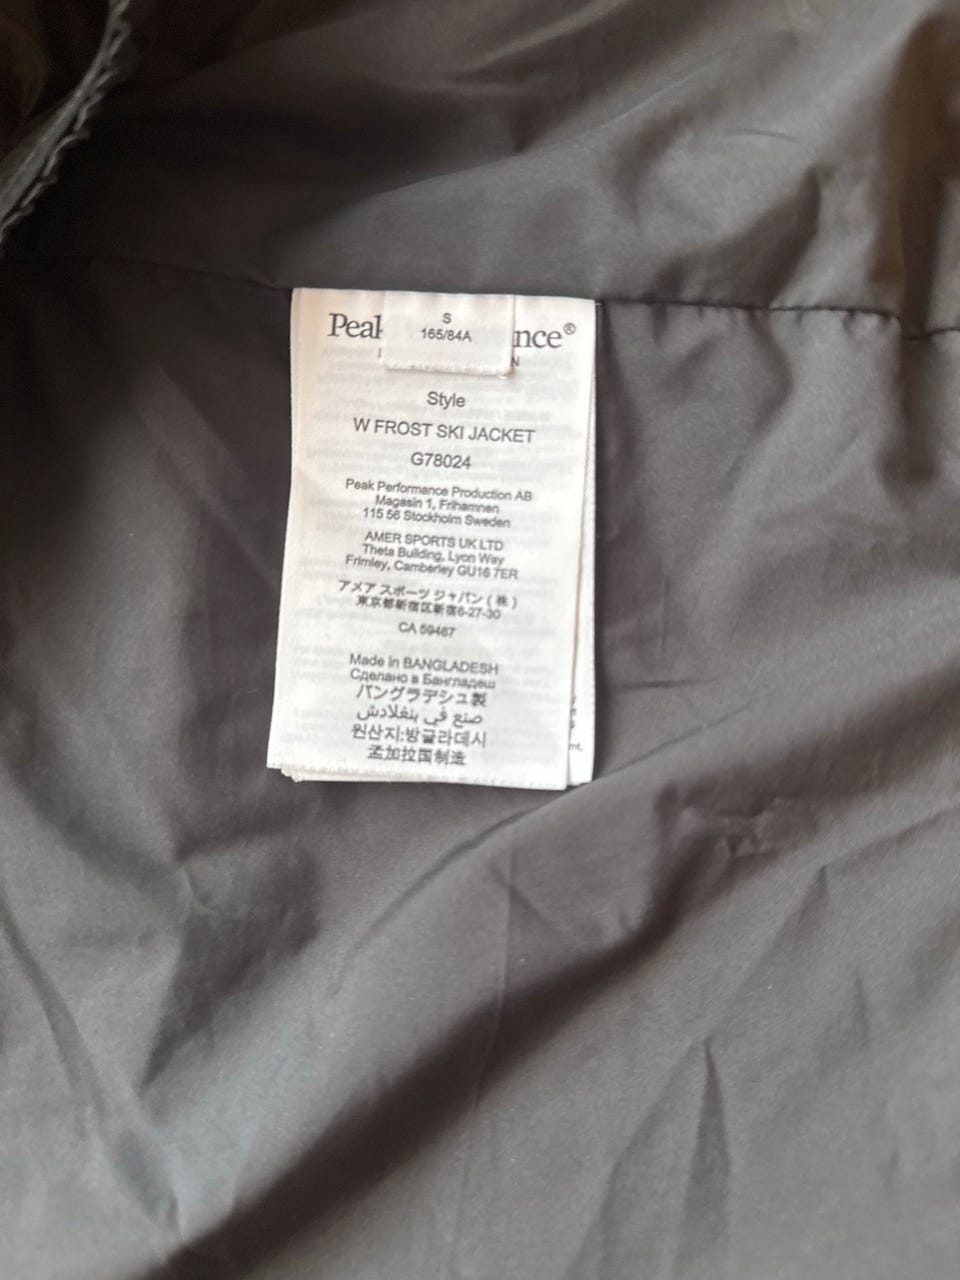 S
165/84A
Peak nce®
N
Style
W FROST SKI JACKET
G78024
Peak Performance Production AB
Magasin 1, Frihamnen
115 56 Stockholm Sweden
AMER SPORTS UK LTD
Theta Building, Lyon Way
Frimley, Camberley GU16 7ER
アメア スポーツ ジャパン (株)
東京都新宿区新宿6-27-30
CA 59467
Made in BANGLADESH
Сделано в Бангладеш
バングラデシュ製
صنع في بنغلادش
원산지:방글라데시
孟加拉国制造